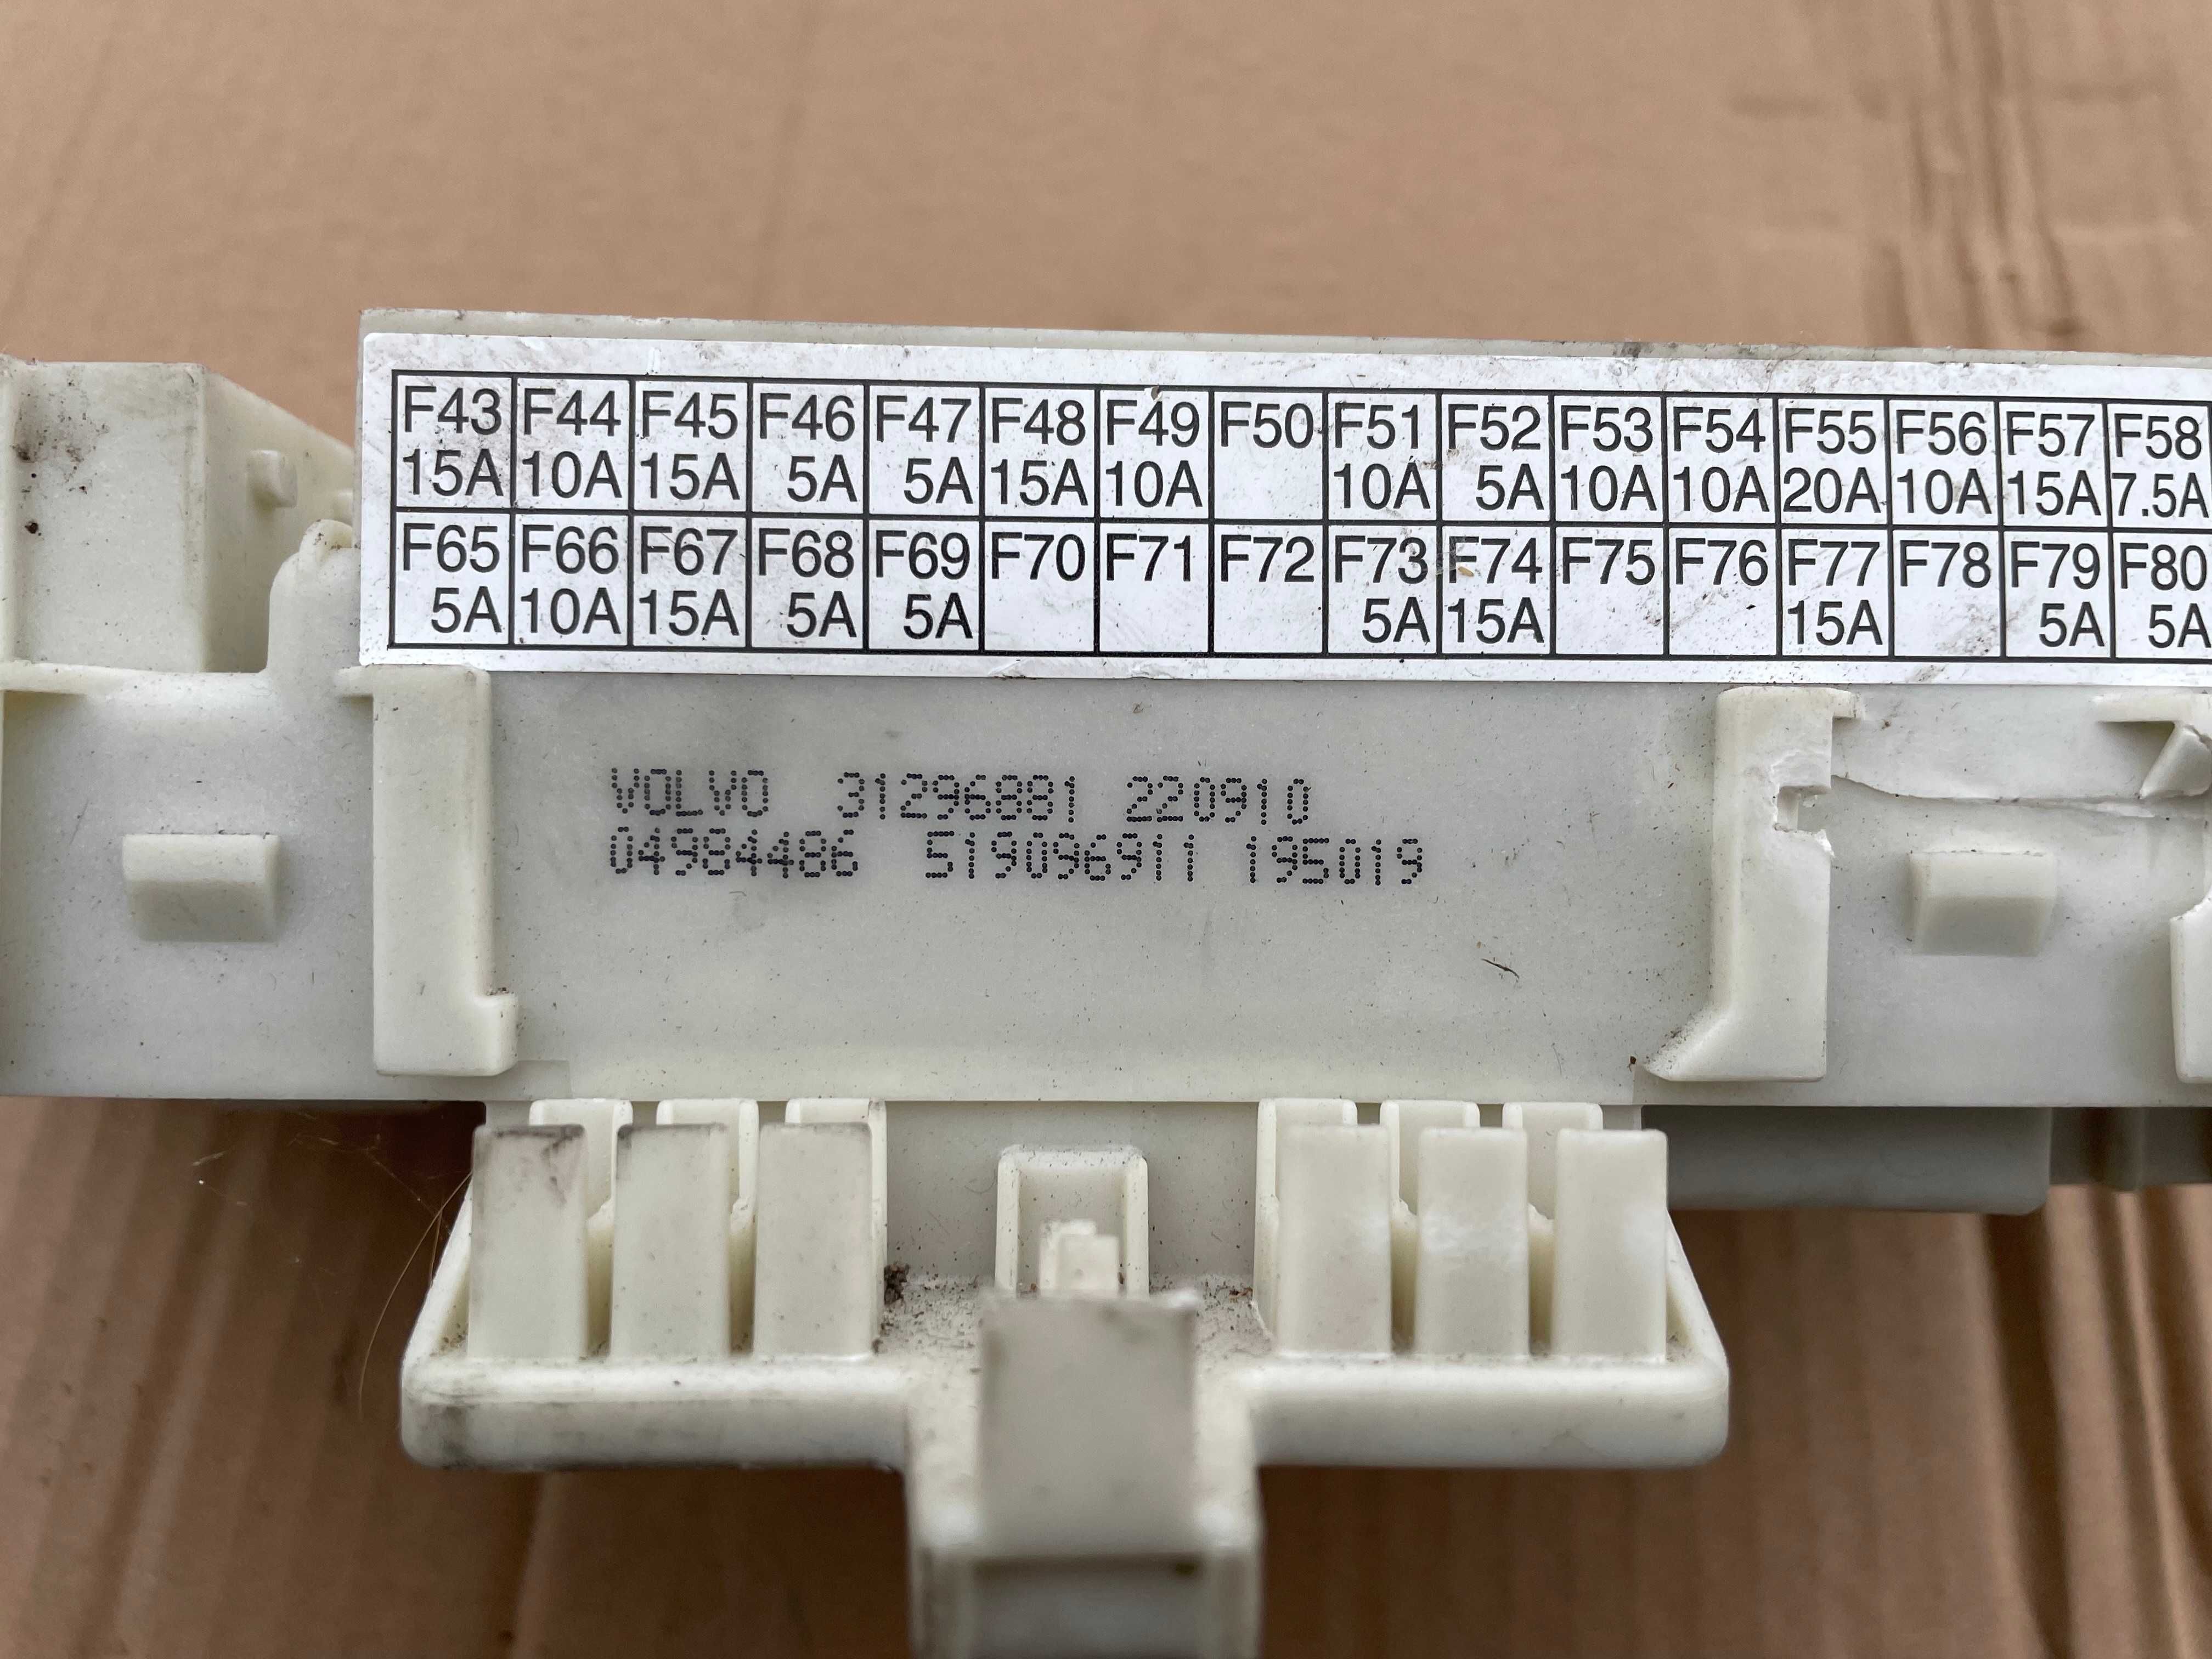 F43 F44 F45 F46 F47 F48 F49 F50 F51 F52 F53 F54 F55 F56 F57 F58
15A 10A 15A 5A 5A 15A 10A 10A 5A 10A 10A 20A 10A 15A 7.5A
F65 F66 F67 F68 F69 F70 F71 F72 F73 F74 F75 F76 F77 F78 F79 F80
5A 10A 15A 5A 5A 5A 15A 15A 5A 5A
VOLVO 31296881 220910
04984486 519096911 195019